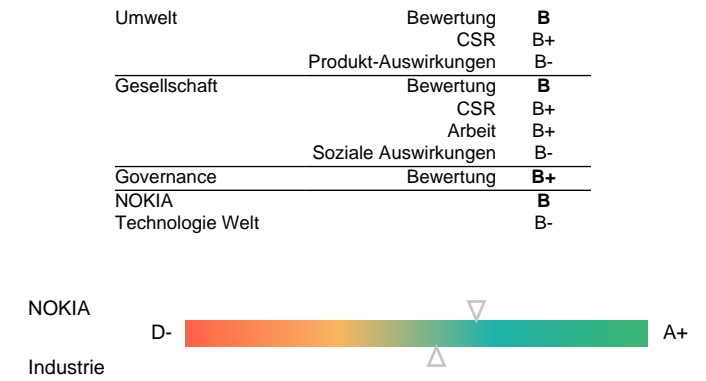 Umwelt Bewertung B
CSR B+
Produkt-Auswirkungen B-
Gesellschaft Bewertung B
CSR B+
Arbeit B+
Soziale Auswirkungen B-
Governance Bewertung B+
NOKIA B
Technologie Welt B-
NOKIA
D- A+
Industrie